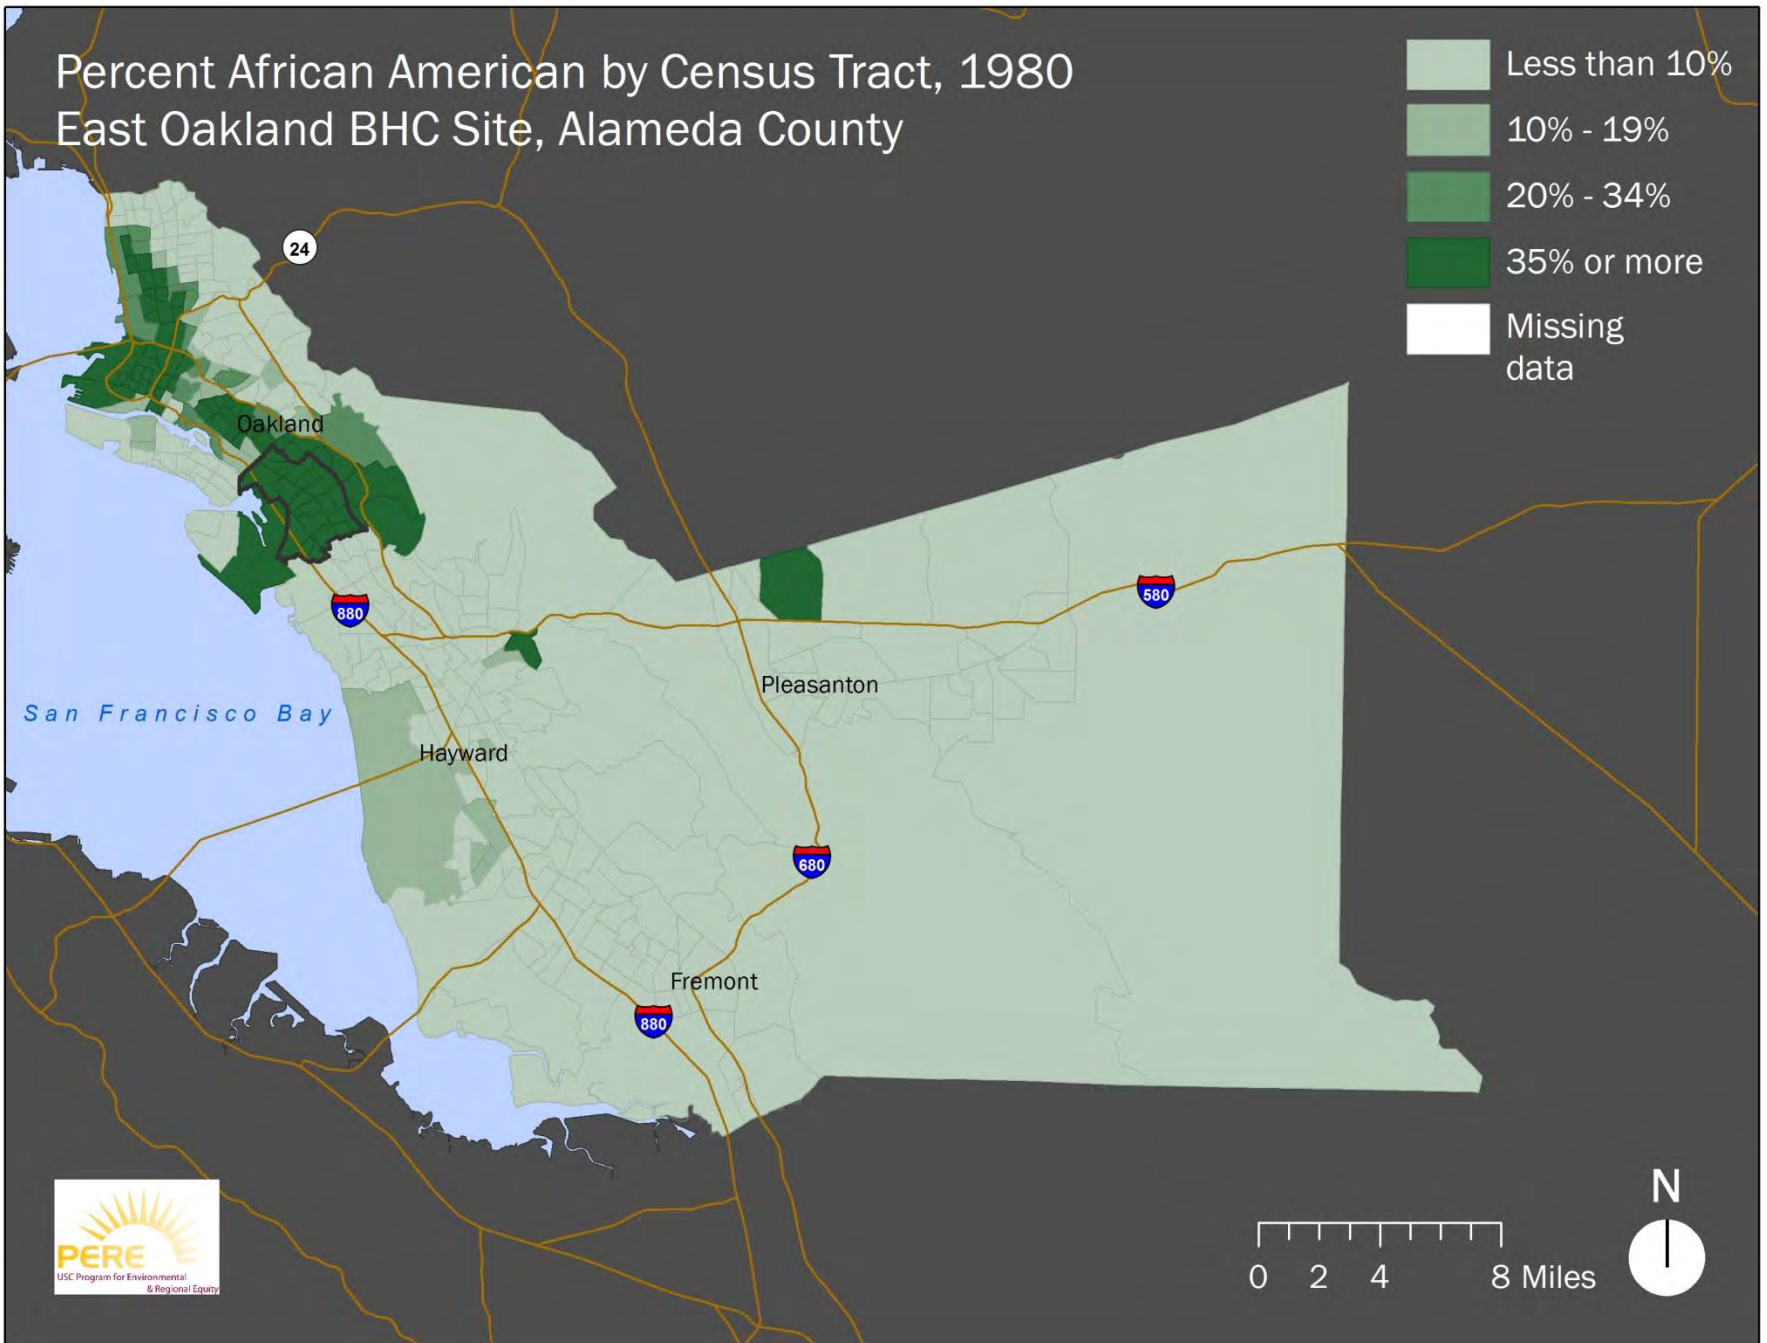 Percent African American by Census Tract, 1980
East Oakland BHC Site, Alameda County
Less than 10%
10% - 19%
20% - 34%
35% or more
Missing
data
24
Oakland
880
580
Pleasanton
San Francisco Bay
Hayward
680
Fremont
880
PERE
USC Program for Environmental
& Regional Equity
N
0 2 4 8 Miles